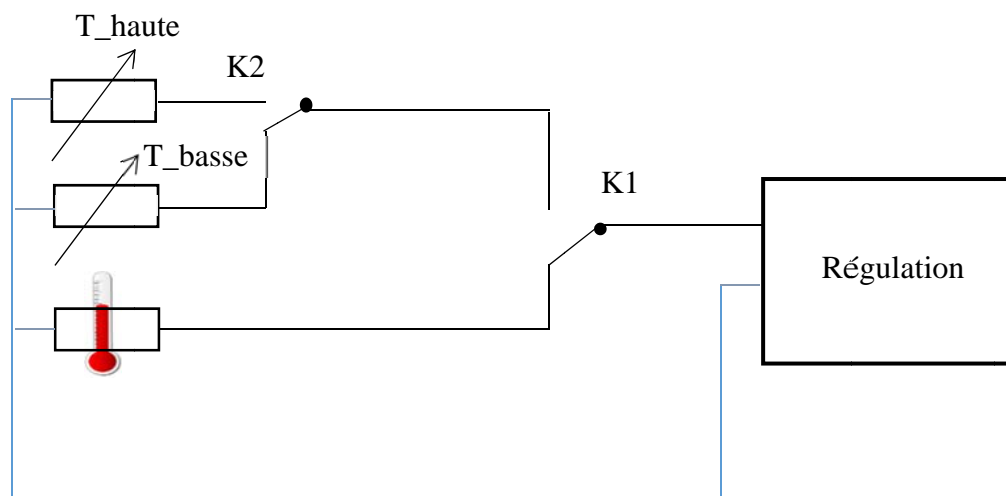 T_haute
K2
T_basse
K1
Régulation